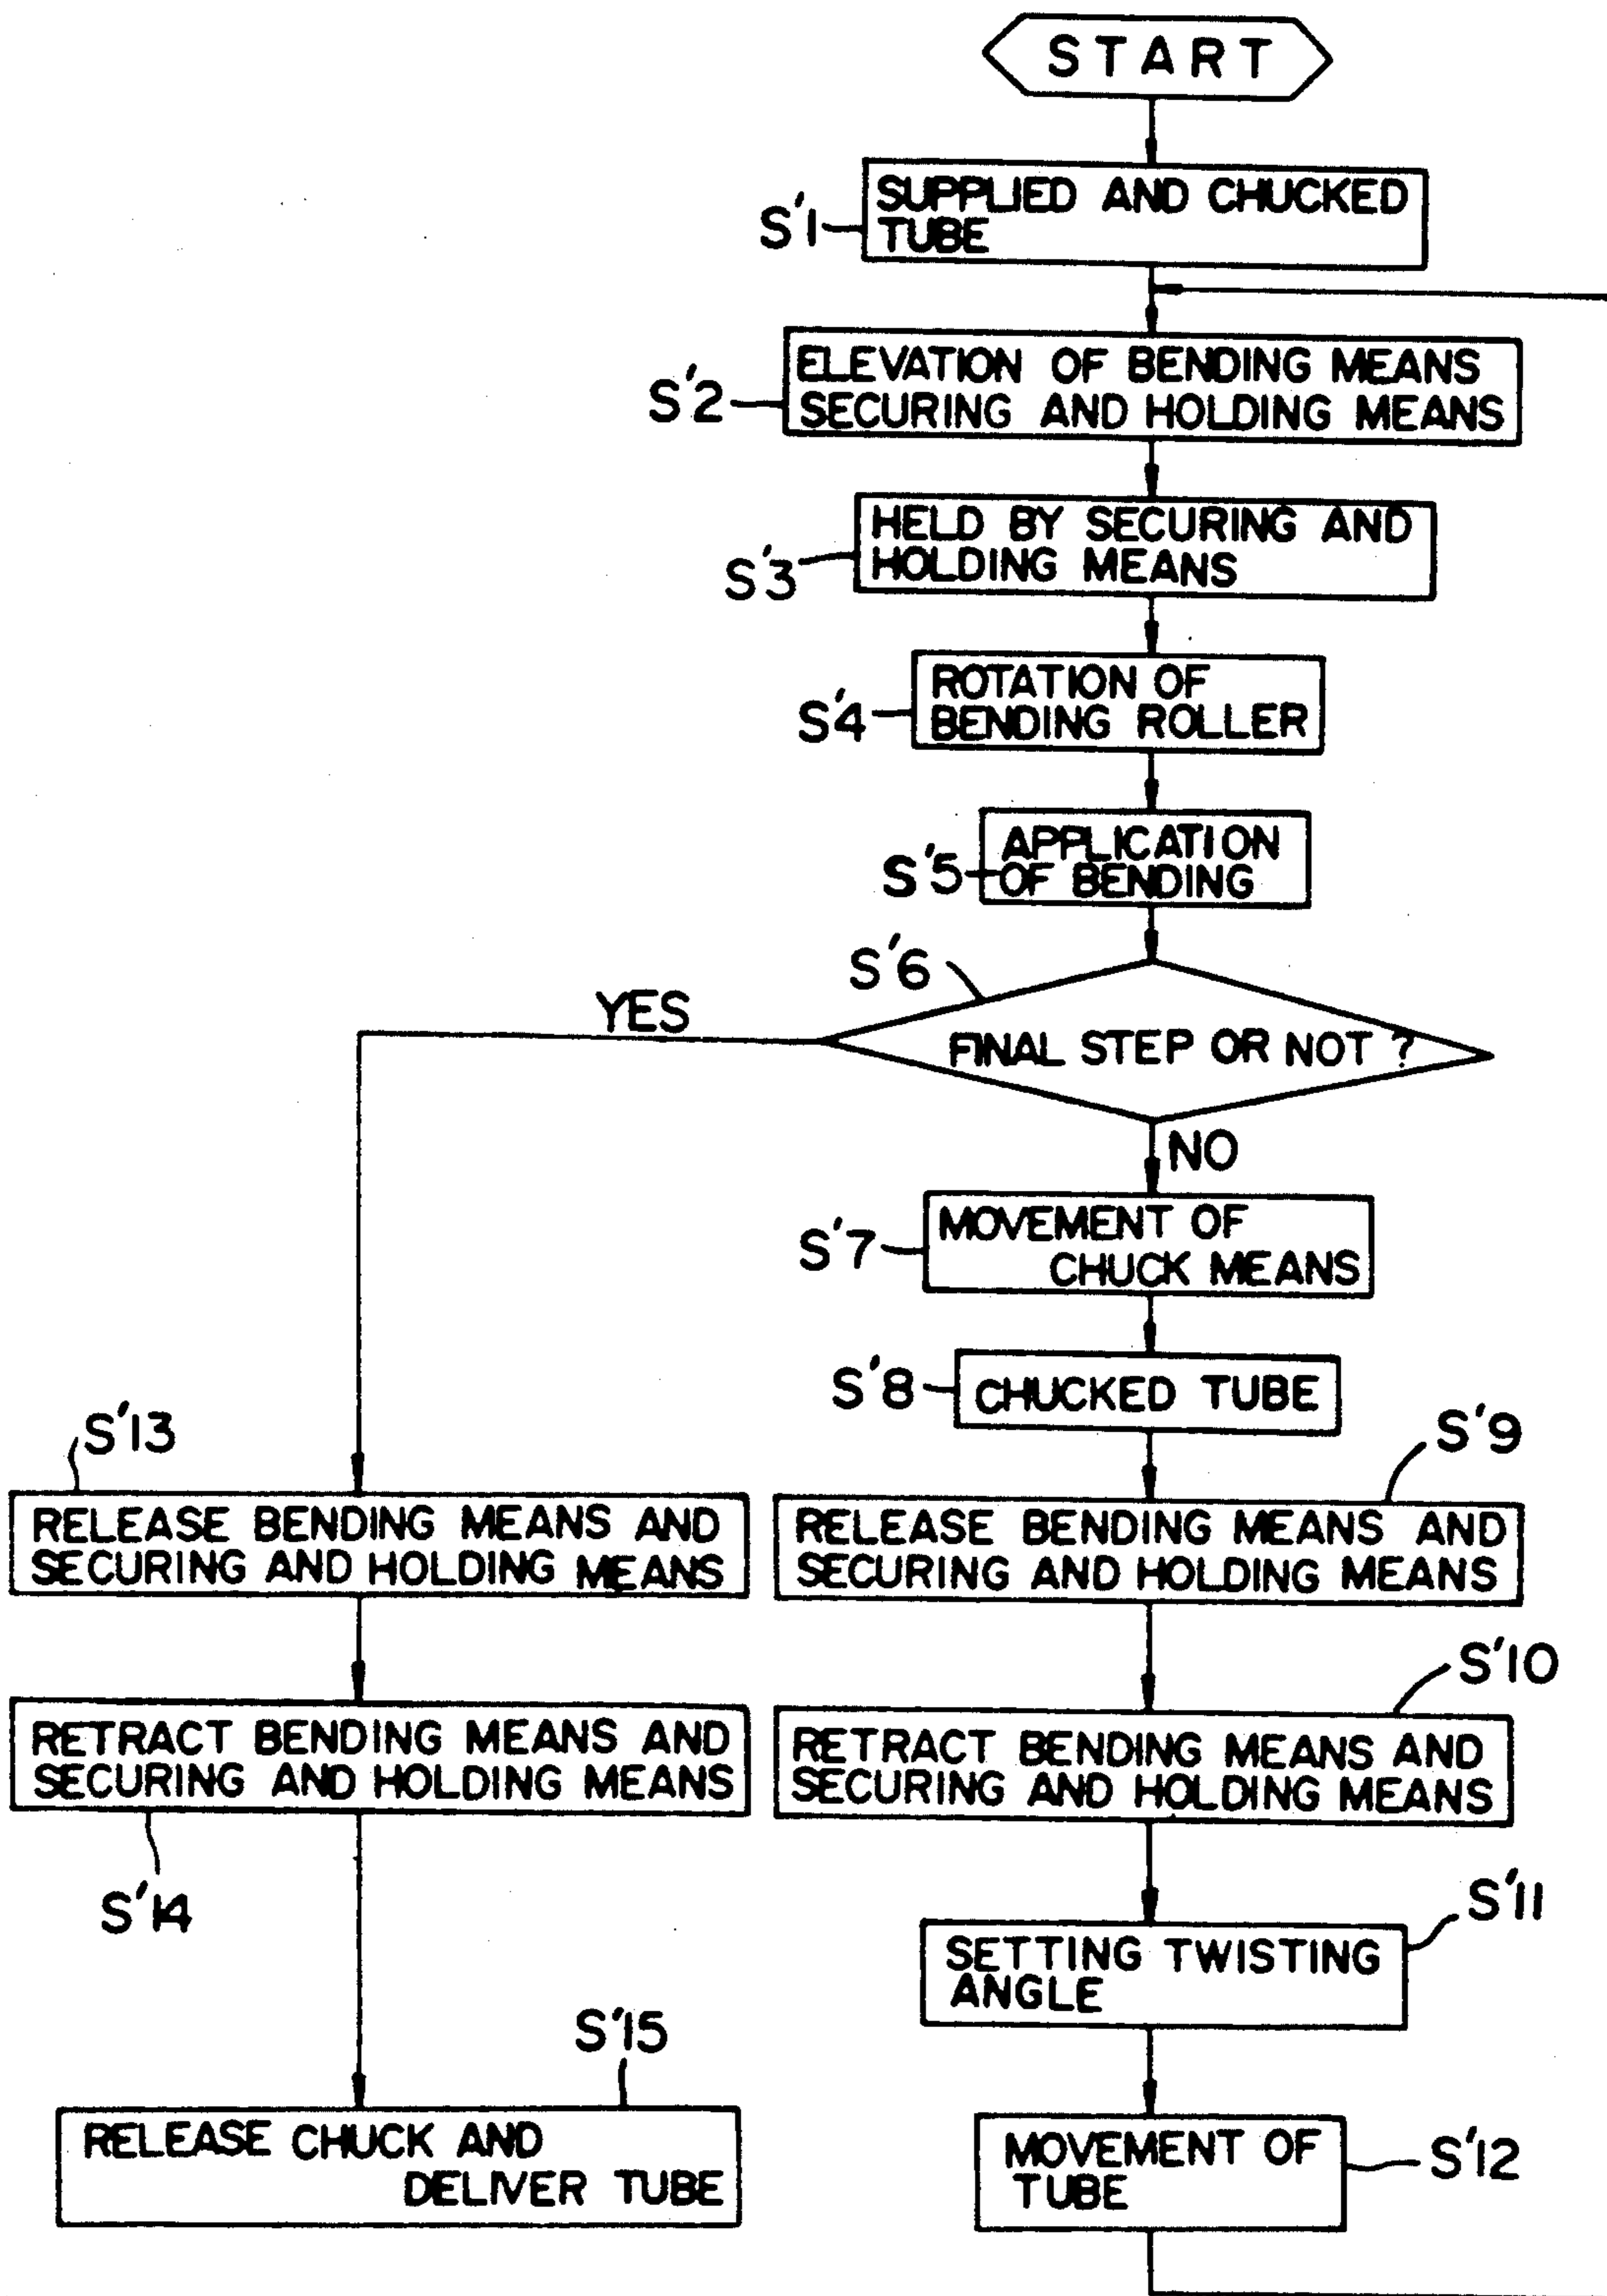 START
S'1
SUPPLIED AND CHUCKED
TUBE
S'2
ELEVATION OF BENDING MEANS
SECURING AND HOLDING MEANS
S'3
HELD BY SECURING AND
HOLDING MEANS
S'4
ROTATION OF
BENDING ROLLER
S'5
APPLICATION
OF BENDING
S'6
FINAL STEP OR NOT ?
YES
NO
S'7
MOVEMENT OF
CHUCK MEANS
S'8
CHUCKED TUBE
S'9
RELEASE BENDING MEANS AND
SECURING AND HOLDING MEANS
S'10
RETRACT BENDING MEANS AND
SECURING AND HOLDING MEANS
S'11
SETTING TWISTING
ANGLE
S'12
MOVEMENT OF
TUBE
S'13
RELEASE BENDING MEANS AND
SECURING AND HOLDING MEANS
S'14
RETRACT BENDING MEANS AND
SECURING AND HOLDING MEANS
S'15
RELEASE CHUCK AND
DELIVER TUBE